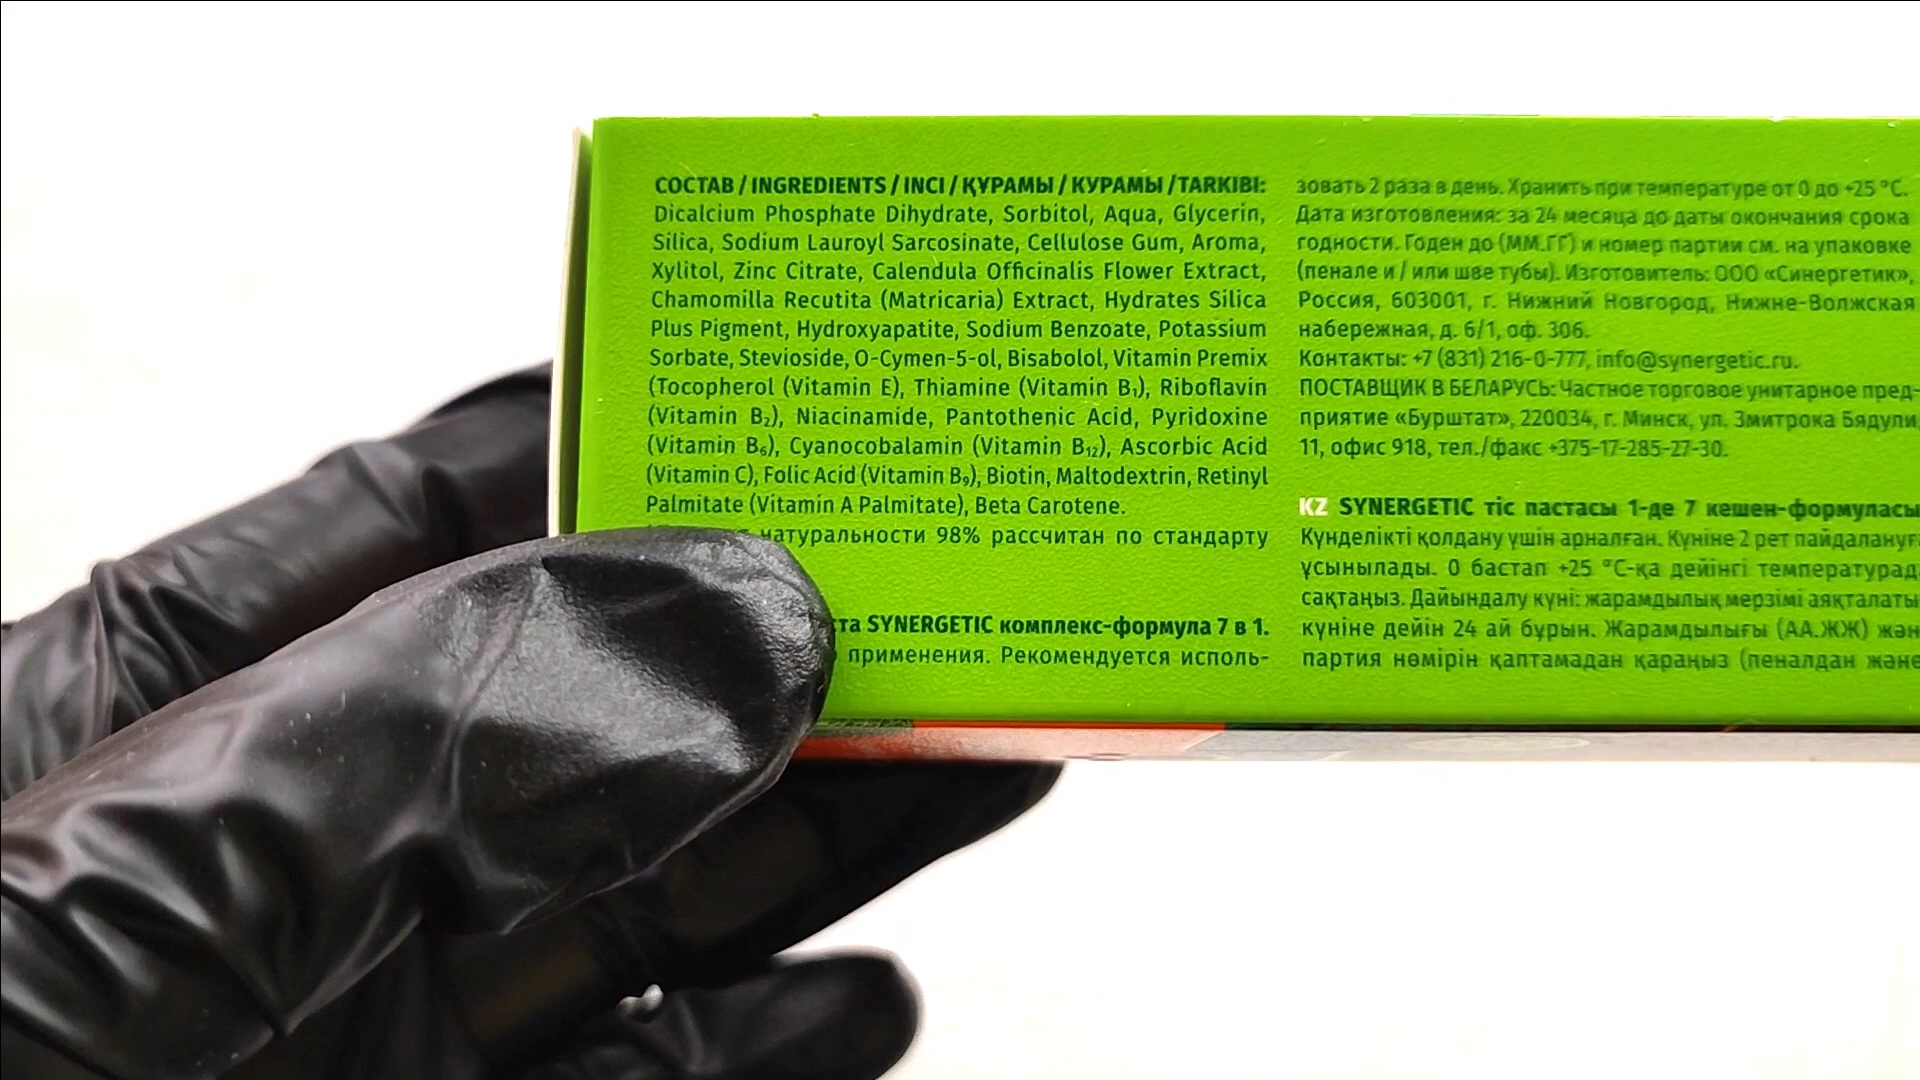 СОСТАВ / INGREDIENTS / INCI / ҚҰРАМЫ / КУРАМЫ / TARKIBI:
Dicalcium Phosphate Dihydrate, Sorbitol, Aqua, Glycerin,
Silica, Sodium Lauroyl Sarcosinate, Cellulose Gum, Aroma,
Xylitol, Zinc Citrate, Calendula Officinalis Flower Extract,
Chamomilla Recutita (Matricaria) Extract, Hydrates Silica
Plus Pigment, Hydroxyapatite, Sodium Benzoate, Potassium
Sorbate, Stevioside, O-Cymen-5-ol, Bisabolol, Vitamin Premix
(Tocopherol (Vitamin E), Thiamine (Vitamin B₁), Riboflavin
(Vitamin B₂), Niacinamide, Pantothenic Acid, Pyridoxine
(Vitamin B₆), Cyanocobalamin (Vitamin B₁₂), Ascorbic Acid
(Vitamin C), Folic Acid (Vitamin B₉), Biotin, Maltodextrin, Retinyl
Palmitate (Vitamin A Palmitate), Beta Carotene.
натуральности 98% рассчитан по стандарту
ста SYNERGETIC комплекс-формула 7 в 1.
применения. Рекомендуется исполь-
зовать 2 раза в день. Хранить при температуре от 0 до +25 °C.
Дата изготовления: за 24 месяца до даты окончания срока
годности. Годен до (ММ.ГГ) и номер партии см. на упаковке
(пенале и / или шве тубы). Изготовитель: ООО «Синергетик»,
Россия, 603001, г. Нижний Новгород, Нижне-Волжская
набережная, д. 6/1, оф. 306.
Контакты: +7 (831) 216-0-777, info@synergetic.ru.
ПОСТАВЩИК В БЕЛАРУСЬ: Частное торговое унитарное пред-
приятие «Бурштат», 220034, г. Минск, ул. Змитрока Бядули,
11, офис 918, тел./факс +375-17-285-27-30.
KZ SYNERGETIC тіс пастасы 1-де 7 кешен-формуласы
Күнделікті қолдану үшін арналған. Күніне 2 рет пайдалануға
ұсынылады. 0 бастап +25 °C-қа дейінгі температурад
сақтаңыз. Дайындалу күні: жарамдылық мерзімі аяқталаты
күніне дейін 24 ай бұрын. Жарамдылығы (АА.ЖЖ) жән
партия нөмірін қаптамадан қараңыз (пеналдан және